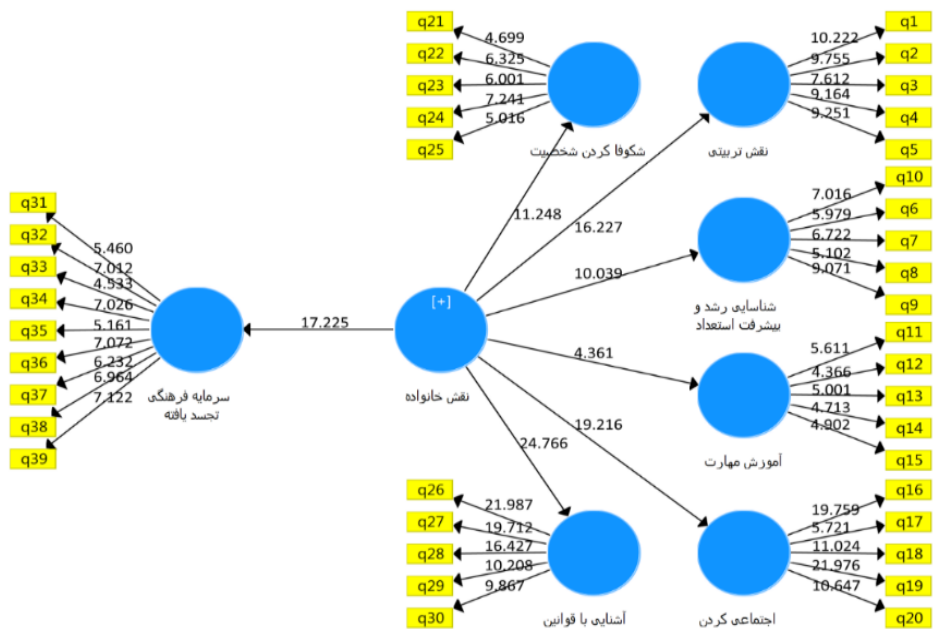 q21
q22
q23
q24
q25
4.699
6.325
6.001
7.241
5.016
شکوفا کردن شخصیت
q1
q2
q3
q4
q5
10.222
9.755
7.612
9.164
9.251
نقش تربیتی
q10
q6
q7
q8
q9
7.016
5.979
6.722
5.102
9.071
شناسایی رشد و
پیشرفت استعداد
q31
q32
q33
q34
q35
q36
q37
q38
q39
5.460
7.012
4.533
7.026
5.161
7.072
6.232
6.964
7.122
سرمایه فرهنگی
تجسد یافته
17.225
[+]
نقش خانواده
11.248
16.227
10.039
4.361
19.216
24.766
q11
q12
q13
q14
q15
5.611
4.366
5.001
4.713
4.902
آموزش مهارت
q26
q27
q28
q29
q30
21.987
19.712
16.427
10.208
9.867
آشنایی با قوانین
q16
q17
q18
q19
q20
19.759
5.721
11.024
21.976
10.647
اجتماعی کردن